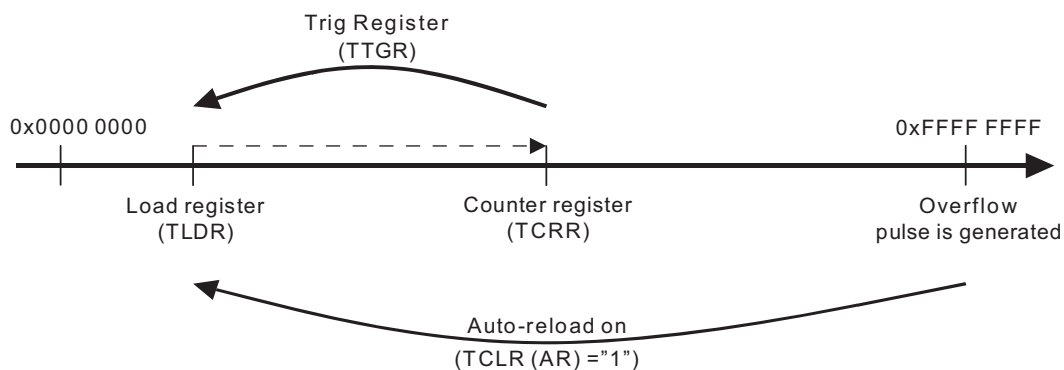 Trig Register
(TTGR)
0x0000 0000
0xFFFF FFFF
Load register
(TLDR)
Counter register
(TCRR)
Overflow
pulse is generated
Auto-reload on
(TCLR (AR) =”1”)